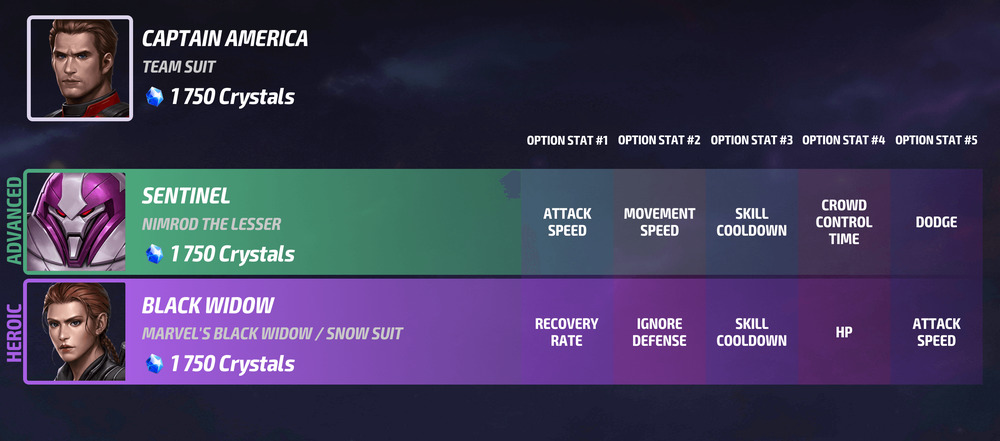 CAPTAIN AMERICA
TEAM SUIT
1 750 Crystals
OPTION STAT #1 OPTION STAT #2 OPTION STAT #3 OPTION STAT #4 OPTION STAT #5
ADVANCED
SENTINEL
NIMROD THE LESSER
1 750 Crystals
ATTACK SPEED
MOVEMENT SPEED
SKILL COOLDOWN
CROWD CONTROL TIME
DODGE
HEROIC
BLACK WIDOW
MARVEL'S BLACK WIDOW / SNOW SUIT
1 750 Crystals
RECOVERY RATE
IGNORE DEFENSE
SKILL COOLDOWN
HP
ATTACK SPEED